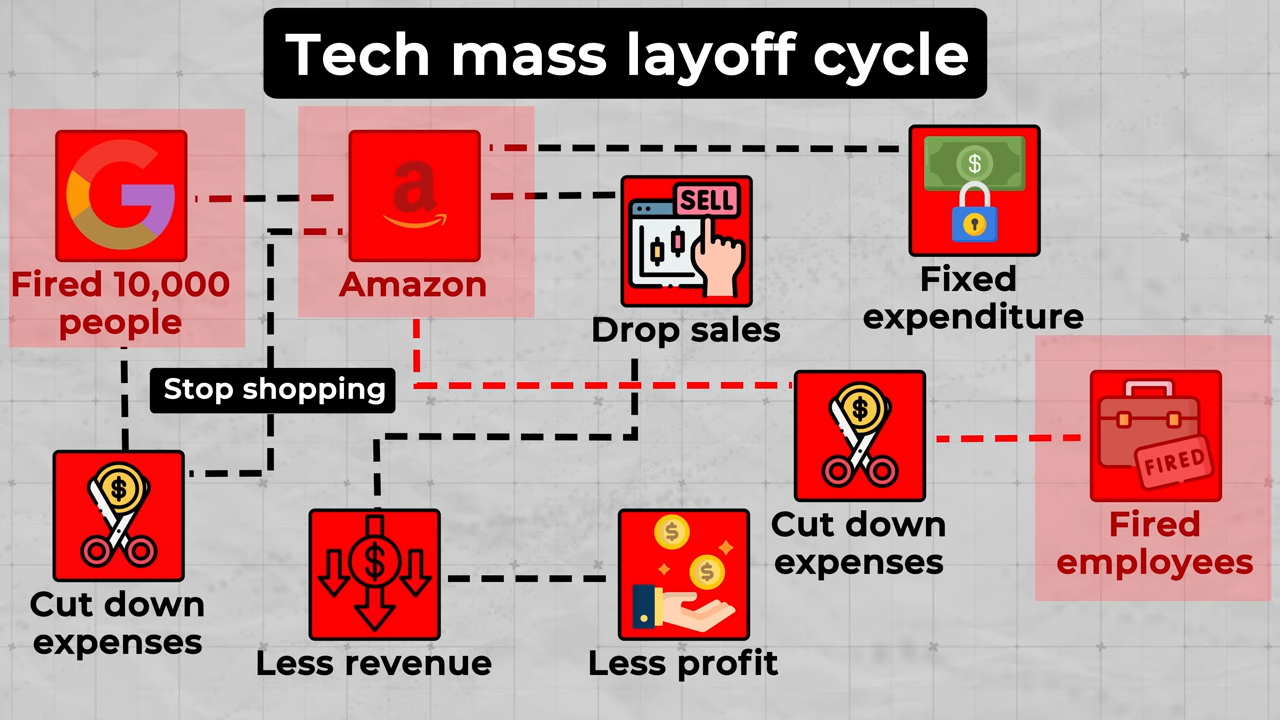 Tech mass layoff cycle
G
Fired 10,000
people
a
Amazon
SELL
Drop sales
$
Fixed
expenditure
Stop shopping
$
Cut down
expenses
$
Less revenue
$
$
Less profit
$
Cut down
expenses
FIRED
Fired
employees